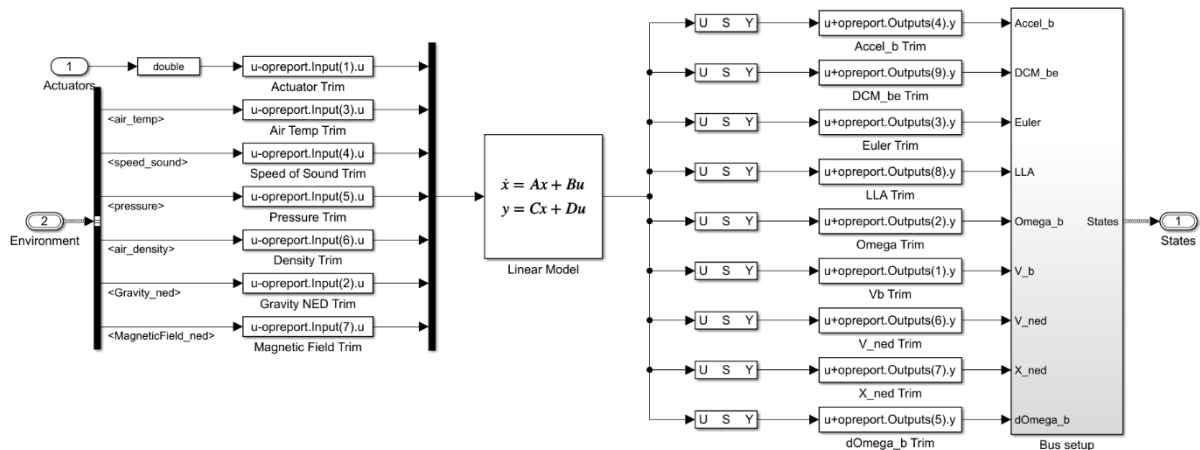 1
Actuators
double
u-opreport.Input(1).u
Actuator Trim
<air_temp>
u-opreport.Input(3).u
Air Temp Trim
<speed_sound>
u-opreport.Input(4).u
Speed of Sound Trim
<pressure>
u-opreport.Input(5).u
Pressure Trim
2
Environment
<air_density>
u-opreport.Input(6).u
Density Trim
<Gravity_ned>
u-opreport.Input(2).u
Gravity NED Trim
<MagneticField_ned>
u-opreport.Input(7).u
Magnetic Field Trim
ẋ = Ax + Bu
y = Cx + Du
Linear Model
U S Y
u+opreport.Outputs(4).y
Accel_b Trim
Accel_b
U S Y
u+opreport.Outputs(9).y
DCM_be Trim
DCM_be
U S Y
u+opreport.Outputs(3).y
Euler Trim
Euler
U S Y
u+opreport.Outputs(8).y
LLA Trim
LLA
U S Y
u+opreport.Outputs(2).y
Omega Trim
Omega_b
U S Y
u+opreport.Outputs(1).y
Vb Trim
V_b
U S Y
u+opreport.Outputs(6).y
V_ned Trim
V_ned
U S Y
u+opreport.Outputs(7).y
X_ned Trim
X_ned
U S Y
u+opreport.Outputs(5).y
dOmega_b Trim
dOmega_b
States
Bus setup
1
States